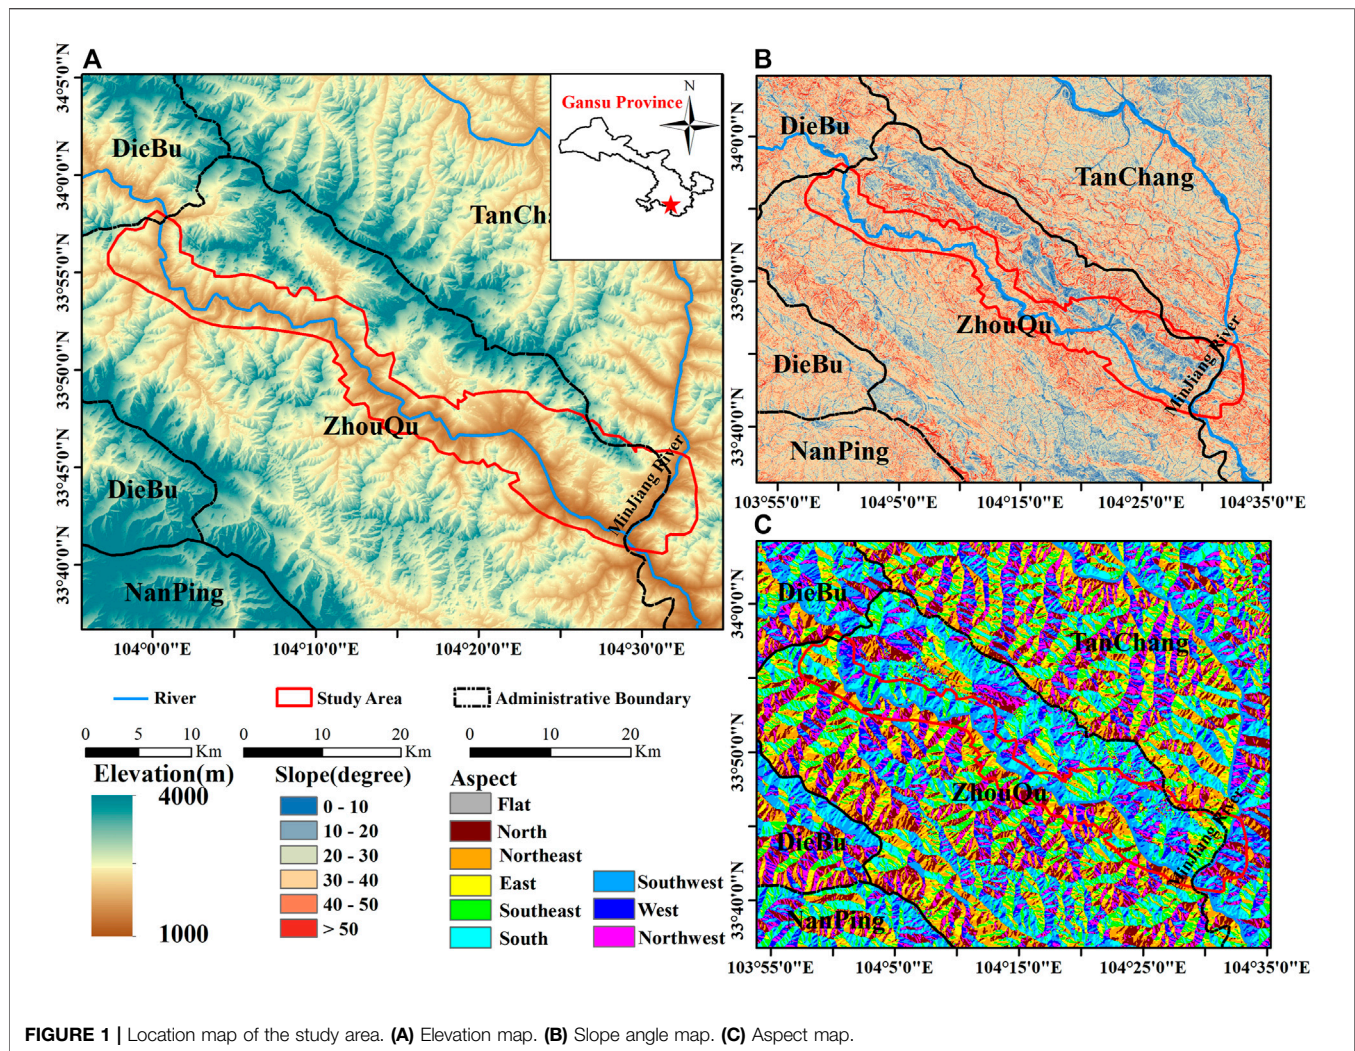 A
34°5'0"N
34°0'0"N
33°55'0"N
33°50'0"N
33°45'0"N
33°40'0"N
DieBu
TanCha
Gansu Province
N
ZhouQu
DieBu
MinJiang River
NanPing
104°0'0"E
104°10'0"E
104°20'0"E
104°30'0"E
B
34°0'0"N
33°50'0"N
33°40'0"N
DieBu
TanChang
ZhouQu
DieBu
MinJiang River
NanPing
103°55'0"E
104°5'0"E
104°15'0"E
104°25'0"E
104°35'0"E
C
34°0'0"N
33°50'0"N
33°40'0"N
DieBu
TanChang
ZhouQu
DieBu
MinJiang River
NanPing
103°55'0"E
104°5'0"E
104°15'0"E
104°25'0"E
104°35'0"E
River
Study Area
Administrative Boundary
0 5 10 Km
0 10 20 Km
0 10 20 Km
Elevation(m)
4000
1000
Slope(degree)
0 - 10
10 - 20
20 - 30
30 - 40
40 - 50
> 50
Aspect
Flat
North
Northeast
East
Southeast
South
Southwest
West
Northwest
FIGURE 1 | Location map of the study area. (A) Elevation map. (B) Slope angle map. (C) Aspect map.